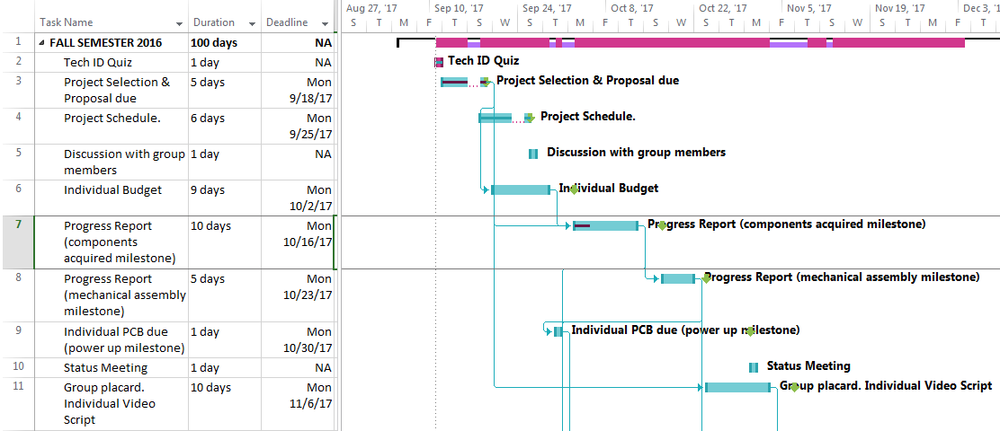 Aug 27, '17 Sep 10, '17 Sep 24, '17 Oct 8, '17 Oct 22, '17 Nov 5, '17 Nov 19, '17 Dec 3, '1
Task Name Duration Deadline S T M F T S W S T M F T S W S T M F T S
1 FALL SEMESTER 2016 100 days NA
2 Tech ID Quiz 1 day NA Tech ID Quiz
3 Project Selection & 5 days Mon Project Selection & Proposal due
Proposal due 9/18/17
4 Project Schedule. 6 days Mon Project Schedule.
9/25/17
5 Discussion with group 1 day NA Discussion with group members
members
6 Individual Budget 9 days Mon Individual Budget
10/2/17
7 Progress Report 10 days Mon Progress Report (components acquired milestone)
(components 10/16/17
acquired milestone)
8 Progress Report 5 days Mon Progress Report (mechanical assembly milestone)
(mechanical assembly 10/23/17
milestone)
9 Individual PCB due 1 day Mon Individual PCB due (power up milestone)
(power up milestone) 10/30/17
10 Status Meeting 1 day NA Status Meeting
11 Group placard. 10 days Mon Group placard. Individual Video Script
Individual Video 11/6/17
Script